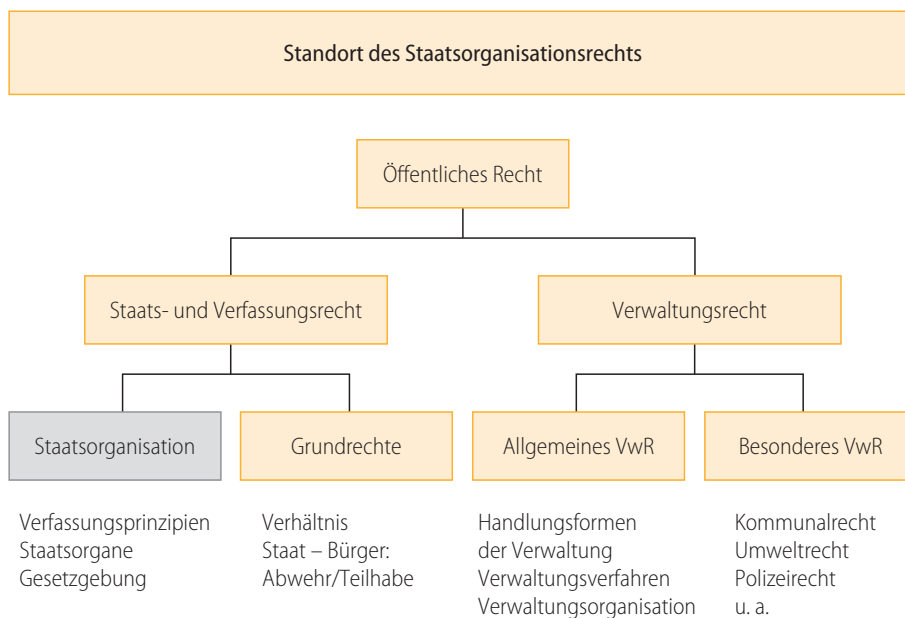 Standort des Staatsorganisationsrechts
Öffentliches Recht
Staats- und Verfassungsrecht
Verwaltungsrecht
Staatsorganisation
Grundrechte
Allgemeines VwR
Besonderes VwR
Verfassungsprinzipien
Staatsorgane
Gesetzgebung
Verhältnis
Staat – Bürger:
Abwehr/Teilhabe
Handlungsformen
der Verwaltung
Verwaltungsverfahren
Verwaltungsorganisation
Kommunalrecht
Umweltrecht
Polizeirecht
u. a.